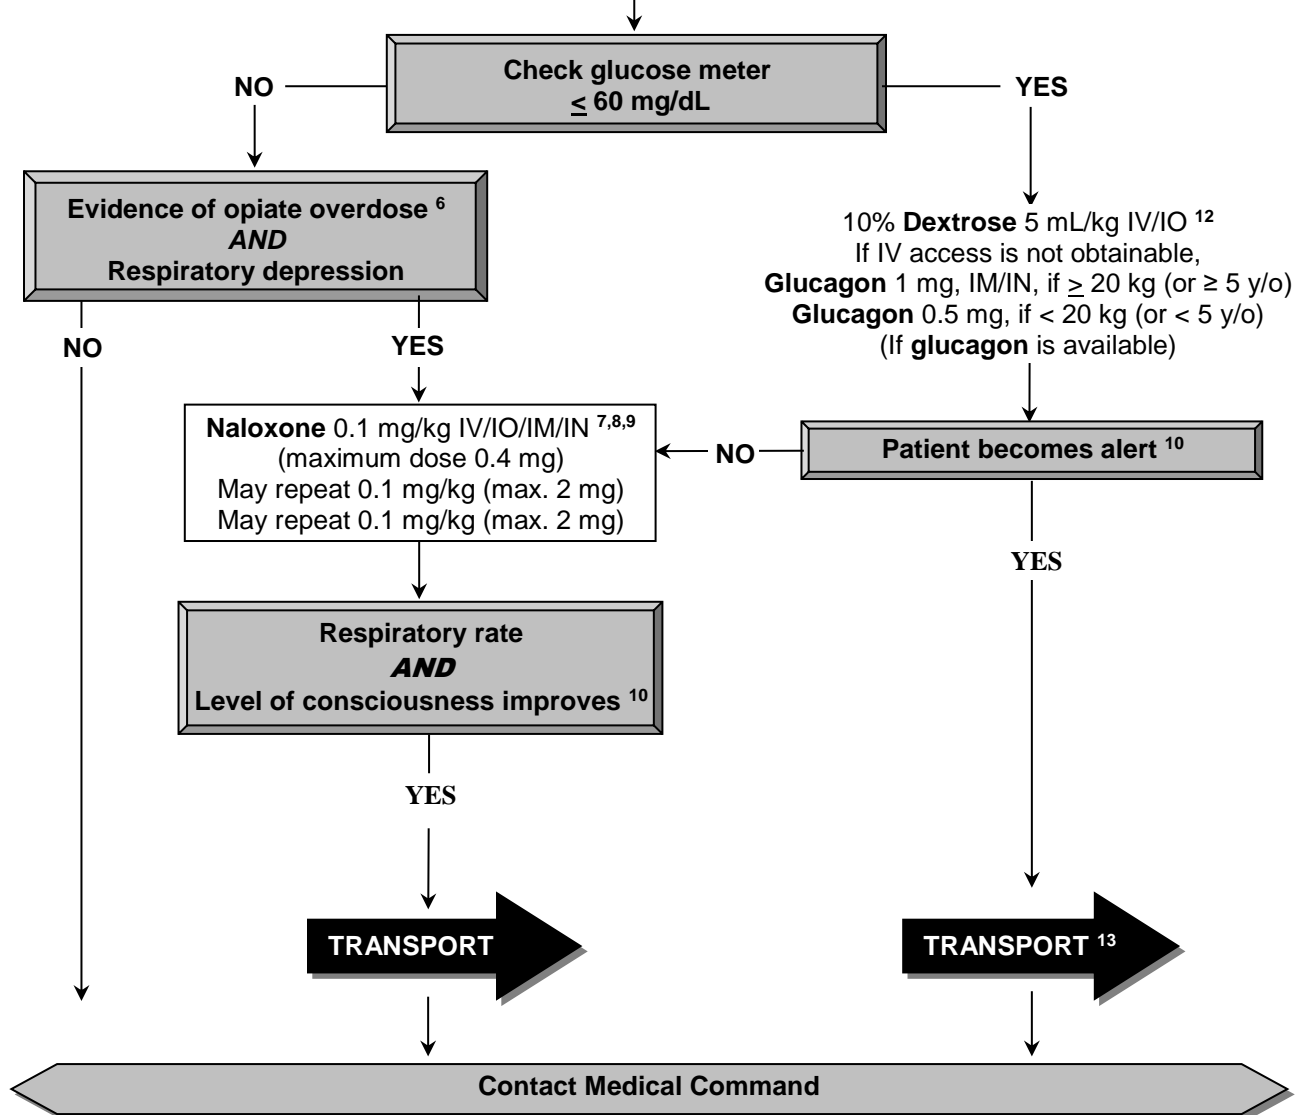 Check glucose meter
≤ 60 mg/dL
NO
YES
Evidence of opiate overdose 6
AND
Respiratory depression
10% Dextrose 5 mL/kg IV/IO 12
If IV access is not obtainable,
Glucagon 1 mg, IM/IN, if ≥ 20 kg (or ≥ 5 y/o)
Glucagon 0.5 mg, if < 20 kg (or < 5 y/o)
(If glucagon is available)
NO
YES
Naloxone 0.1 mg/kg IV/IO/IM/IN 7,8,9
(maximum dose 0.4 mg)
May repeat 0.1 mg/kg (max. 2 mg)
May repeat 0.1 mg/kg (max. 2 mg)
NO
Patient becomes alert 10
YES
Respiratory rate
AND
Level of consciousness improves 10
YES
TRANSPORT
TRANSPORT 13
Contact Medical Command